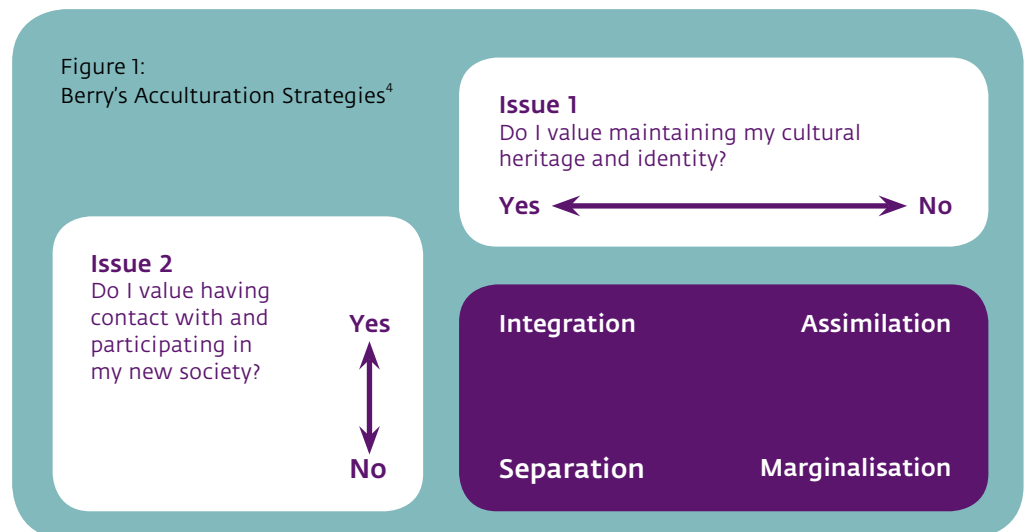 Figure 1:
Berry's Acculturation Strategies⁴
Issue 1
Do I value maintaining my cultural
heritage and identity?
Yes No
Issue 2
Do I value having
contact with and
participating in
my new society?
Yes
No
Integration Assimilation
Separation Marginalisation